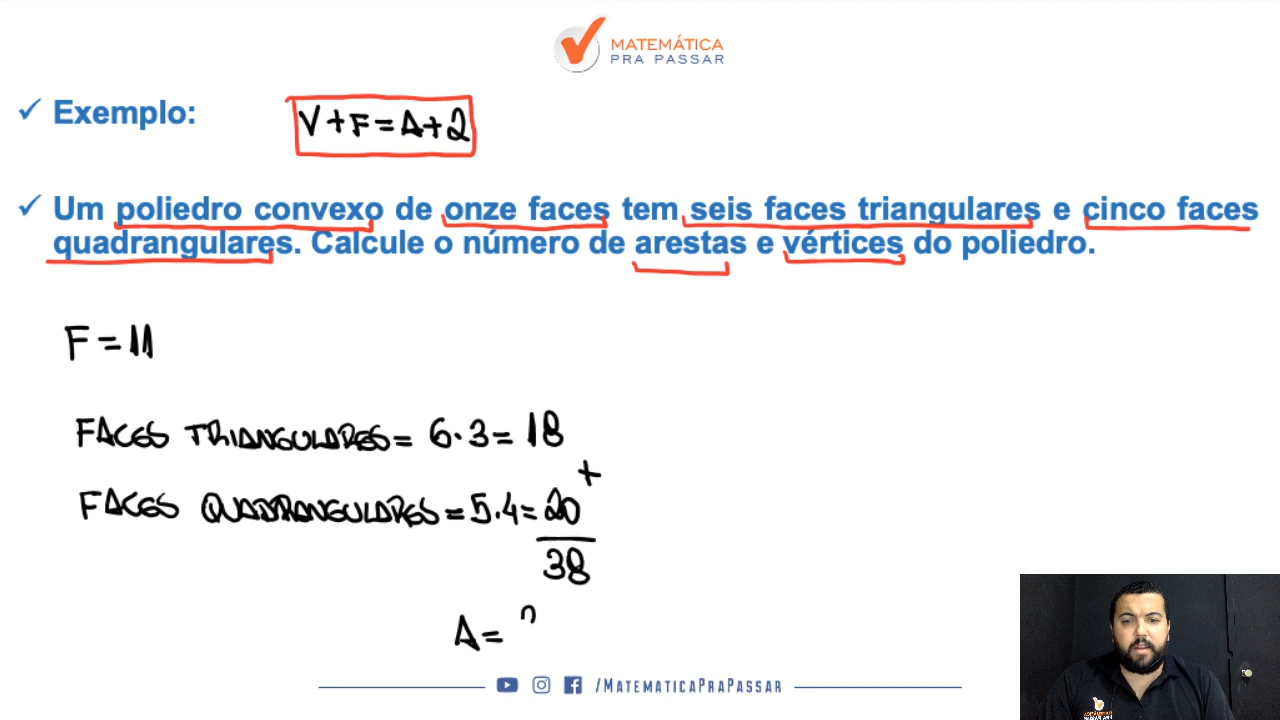 MATEMÁTICA
PRA PASSAR
Exemplo:
V+F=A+2
Um poliedro convexo de onze faces tem seis faces triangulares e cinco faces
quadrangulares. Calcule o número de arestas e vértices do poliedro.
F=11
FACES TRIANGULARES=6·3=18
+
FACES QUADRANGULARES=5·4=20
38
A=
/MATEMATICAPRAPASSAR